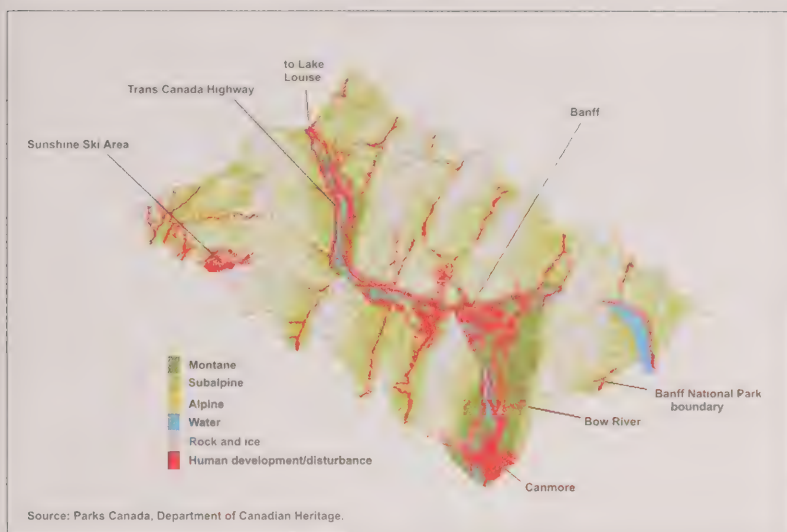 to Lake
Louise
Trans Canada Highway
Banff
Sunshine Ski Area
Montane
Subalpine
Alpine
Water
Rock and ice
Human development/disturbance
Banff National Park
boundary
Bow River
Canmore
Source: Parks Canada, Department of Canadian Heritage.